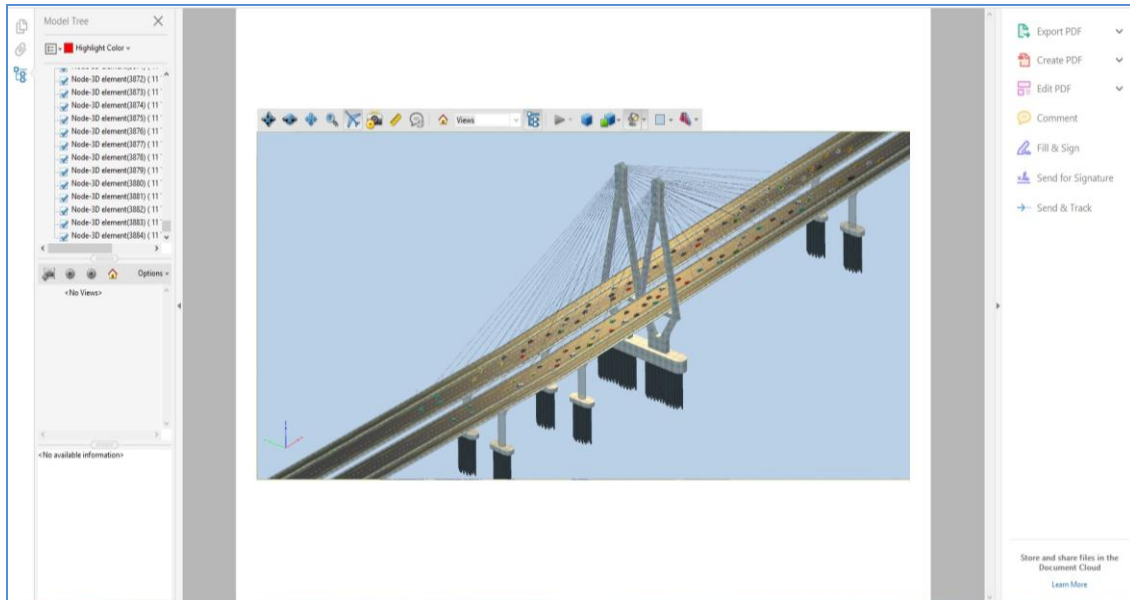 Model Tree
Highlight Color
Node-3D element(3872) ( 11
Node-3D element(3873) ( 11
Node-3D element(3874) ( 11
Node-3D element(3875) ( 11
Node-3D element(3876) ( 11
Node-3D element(3877) ( 11
Node-3D element(3878) ( 11
Node-3D element(3879) ( 11
Node-3D element(3880) ( 11
Node-3D element(3881) ( 11
Node-3D element(3882) ( 11
Node-3D element(3883) ( 11
Node-3D element(3884) ( 11
Options
<No Views>
<No available information>
Views
Export PDF
Create PDF
Edit PDF
Comment
Fill & Sign
Send for Signature
Send & Track
Store and share files in the
Document Cloud
Learn More